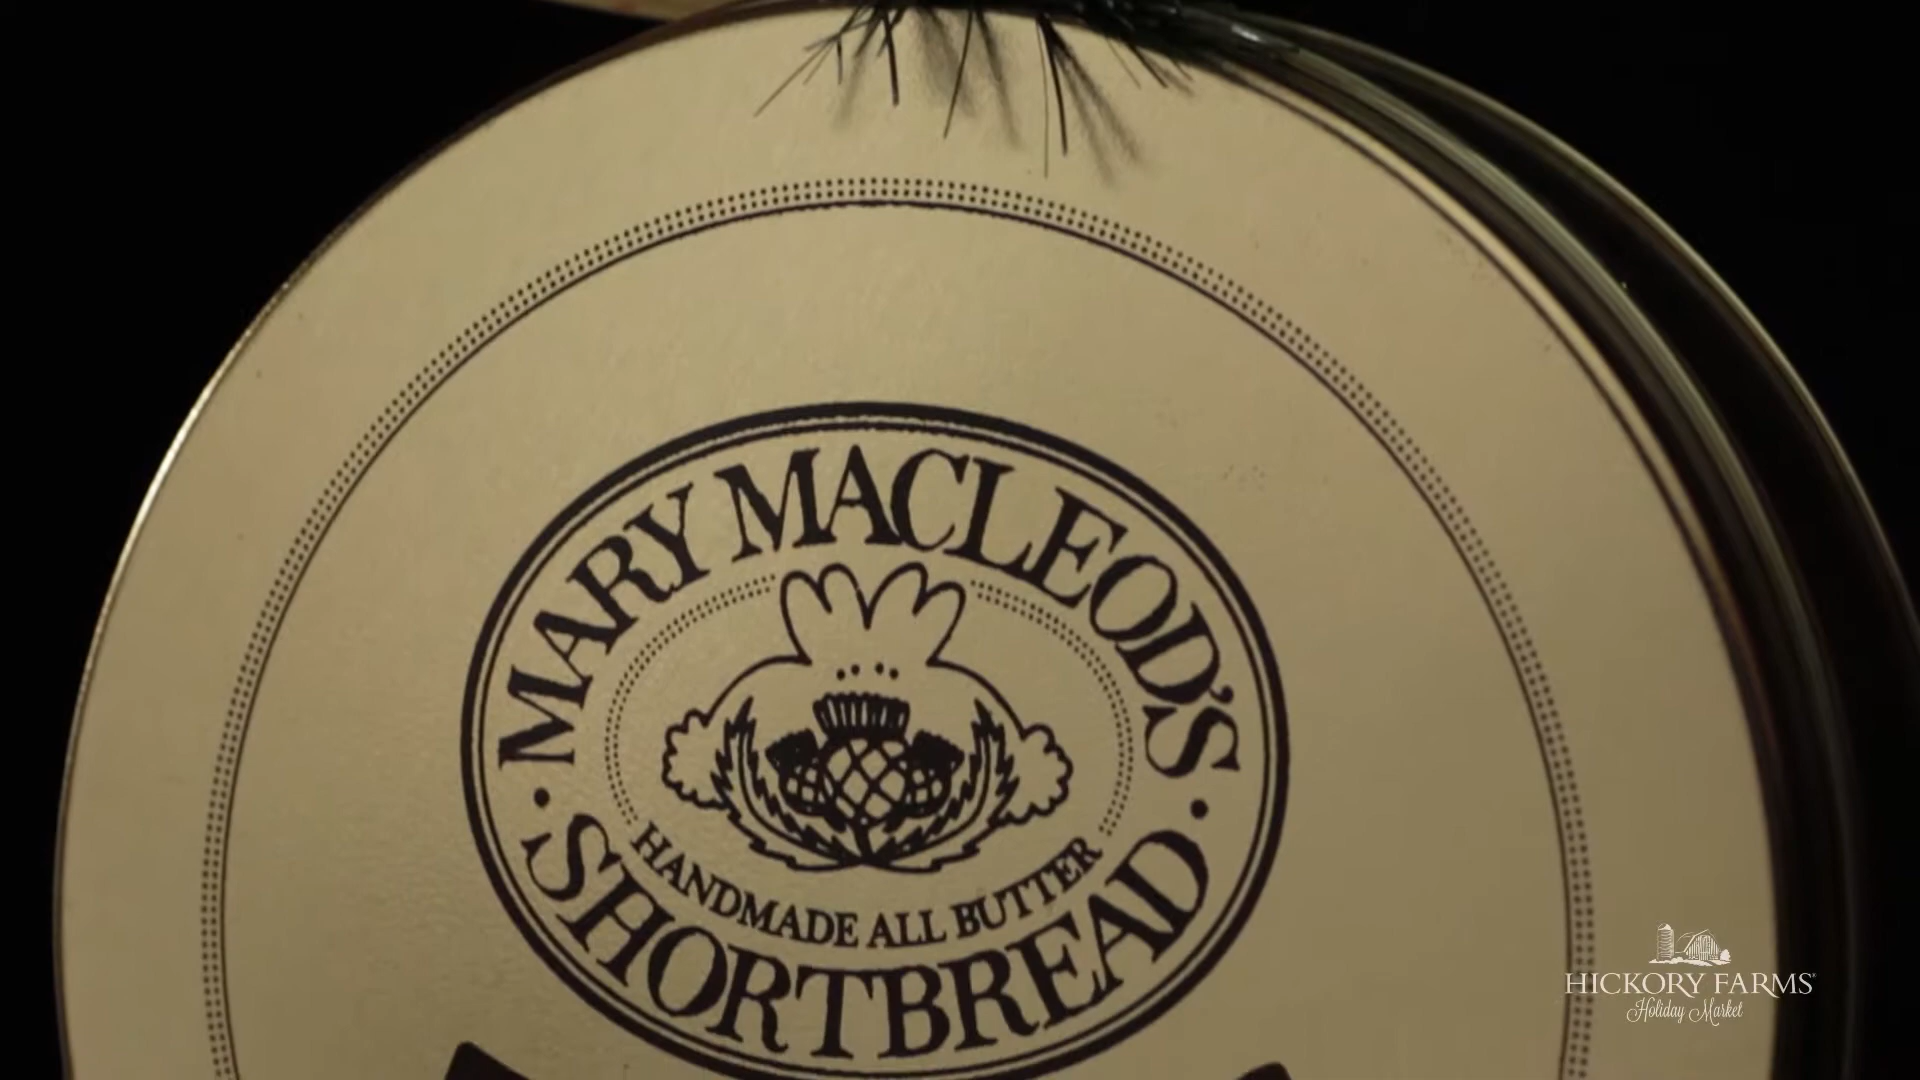 MARY MACLEOD'S
HANDMADE ALL BUTTER
SHORTBREAD
HICKORY FARMS
Holiday Market